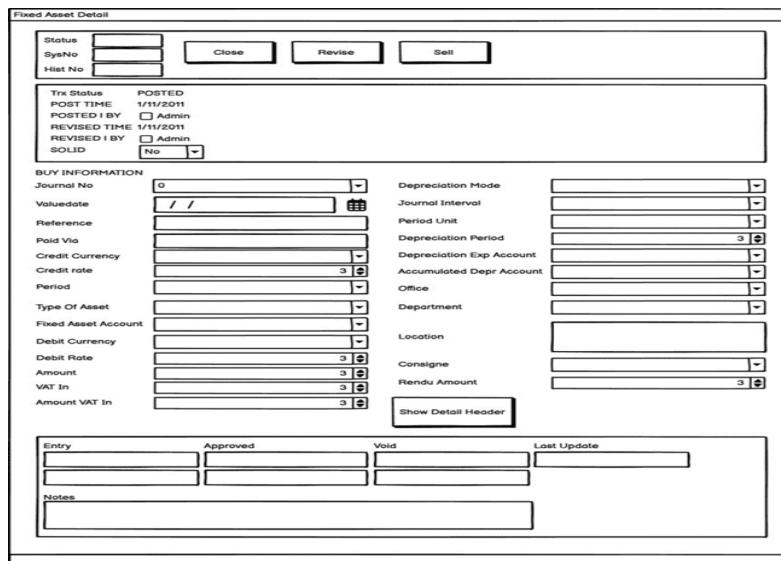 Fixed Asset Detail
Status
SysNo
Hist No
Close Revise Sell
Trx Status POSTED
POST TIME 1/11/2011
POSTED I BY Admin
REVISED TIME 1/11/2011
REVISED I BY Admin
SOLID No
BUY INFORMATION
Journal No 0
Valuedate / /
Reference
Paid Via
Credit Currency
Credit rate 3
Period
Type Of Asset
Fixed Asset Account
Debit Currency
Debit Rate 3
Amount 3
VAT In 3
Amount VAT In 3
Depreciation Mode
Journal Interval
Period Unit
Depreciation Period 3
Depreciation Exp Account
Accumulated Depr Account
Office
Department
Location
Consigne
Rendu Amount 3
Show Detail Header
Entry Approved Void Last Update
Notes